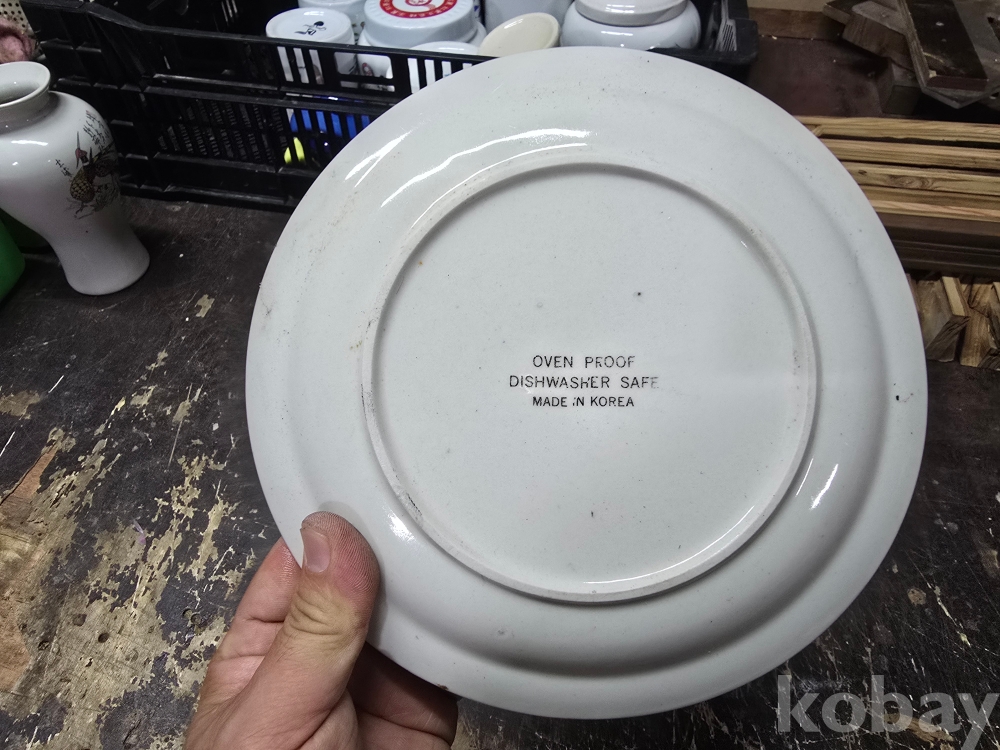 OVEN PROOF
DISHWASHER SAFE
MADE IN KOREA
kobay